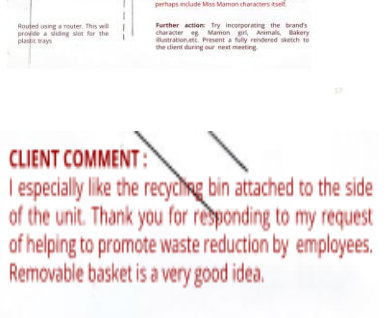 perhaps include Miss Mamon characters itself.
Routed using a router. This will
provide a sliding slot for the
plastic trays
Further action: Try incorporating the brand's
character eg. Mamon girl, Animals, Bakery
illustration,etc. Present a fully rendered sketch to
the client during our next meeting.
17
CLIENT COMMENT :
I especially like the recycling bin attached to the side
of the unit. Thank you for responding to my request
of helping to promote waste reduction by employees.
Removable basket is a very good idea.